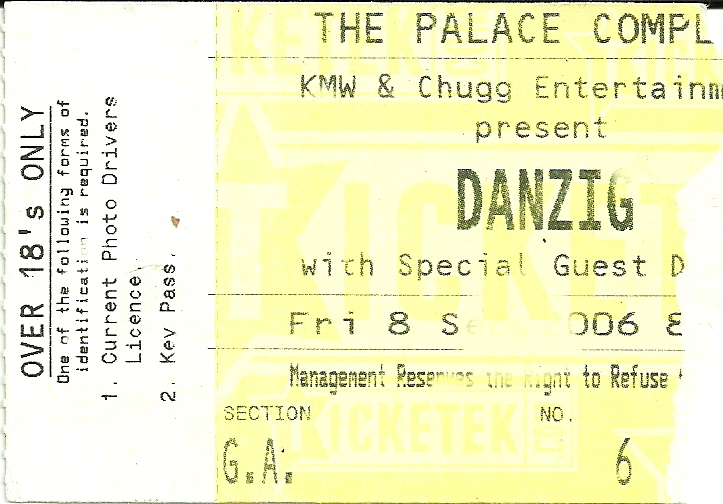 OVER 18's ONLY
One of the following forms of
identificati n is required.
1. Current Photo Drivers
Licence
2. Key Pass.
THE PALACE COMPL
KMW & Chugg Entertainm
present
DANZIG
with Special Guest D
Fri 8 Se 006 8
Management Reserves the Right to Refuse
SECTION NO.
G.A. 6
TICKETEK